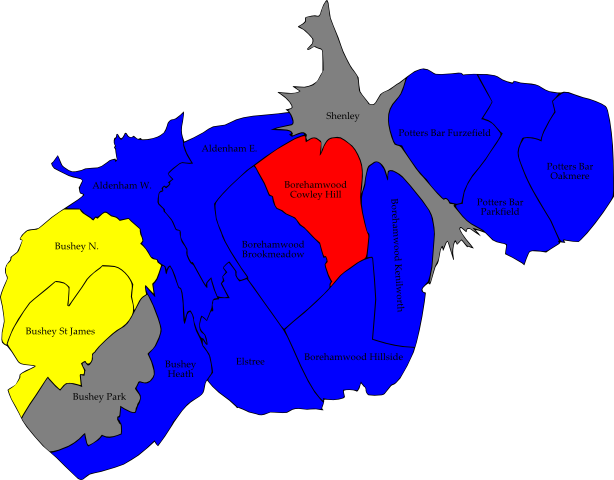 Shenley
Potters Bar Furzefield
Aldenham E.
Potters Bar
Oakmere
Aldenham W.
Borehamwood
Cowley Hill
Potters Bar
Parkfield
Borehamwood Kenilworth
Bushey N.
Borehamwood
Brookmeadow
Bushey St James
Elstree
Borehamwood Hillside
Bushey
Heath
Bushey Park